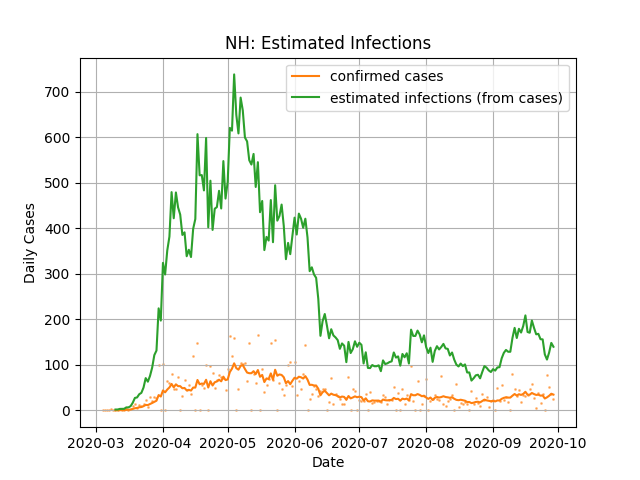 NH: Estimated Infections
confirmed cases
estimated infections (from cases)
Daily Cases
700
600
500
400
300
200
100
0
2020-03 2020-04 2020-05 2020-06 2020-07 2020-08 2020-09 2020-10
Date